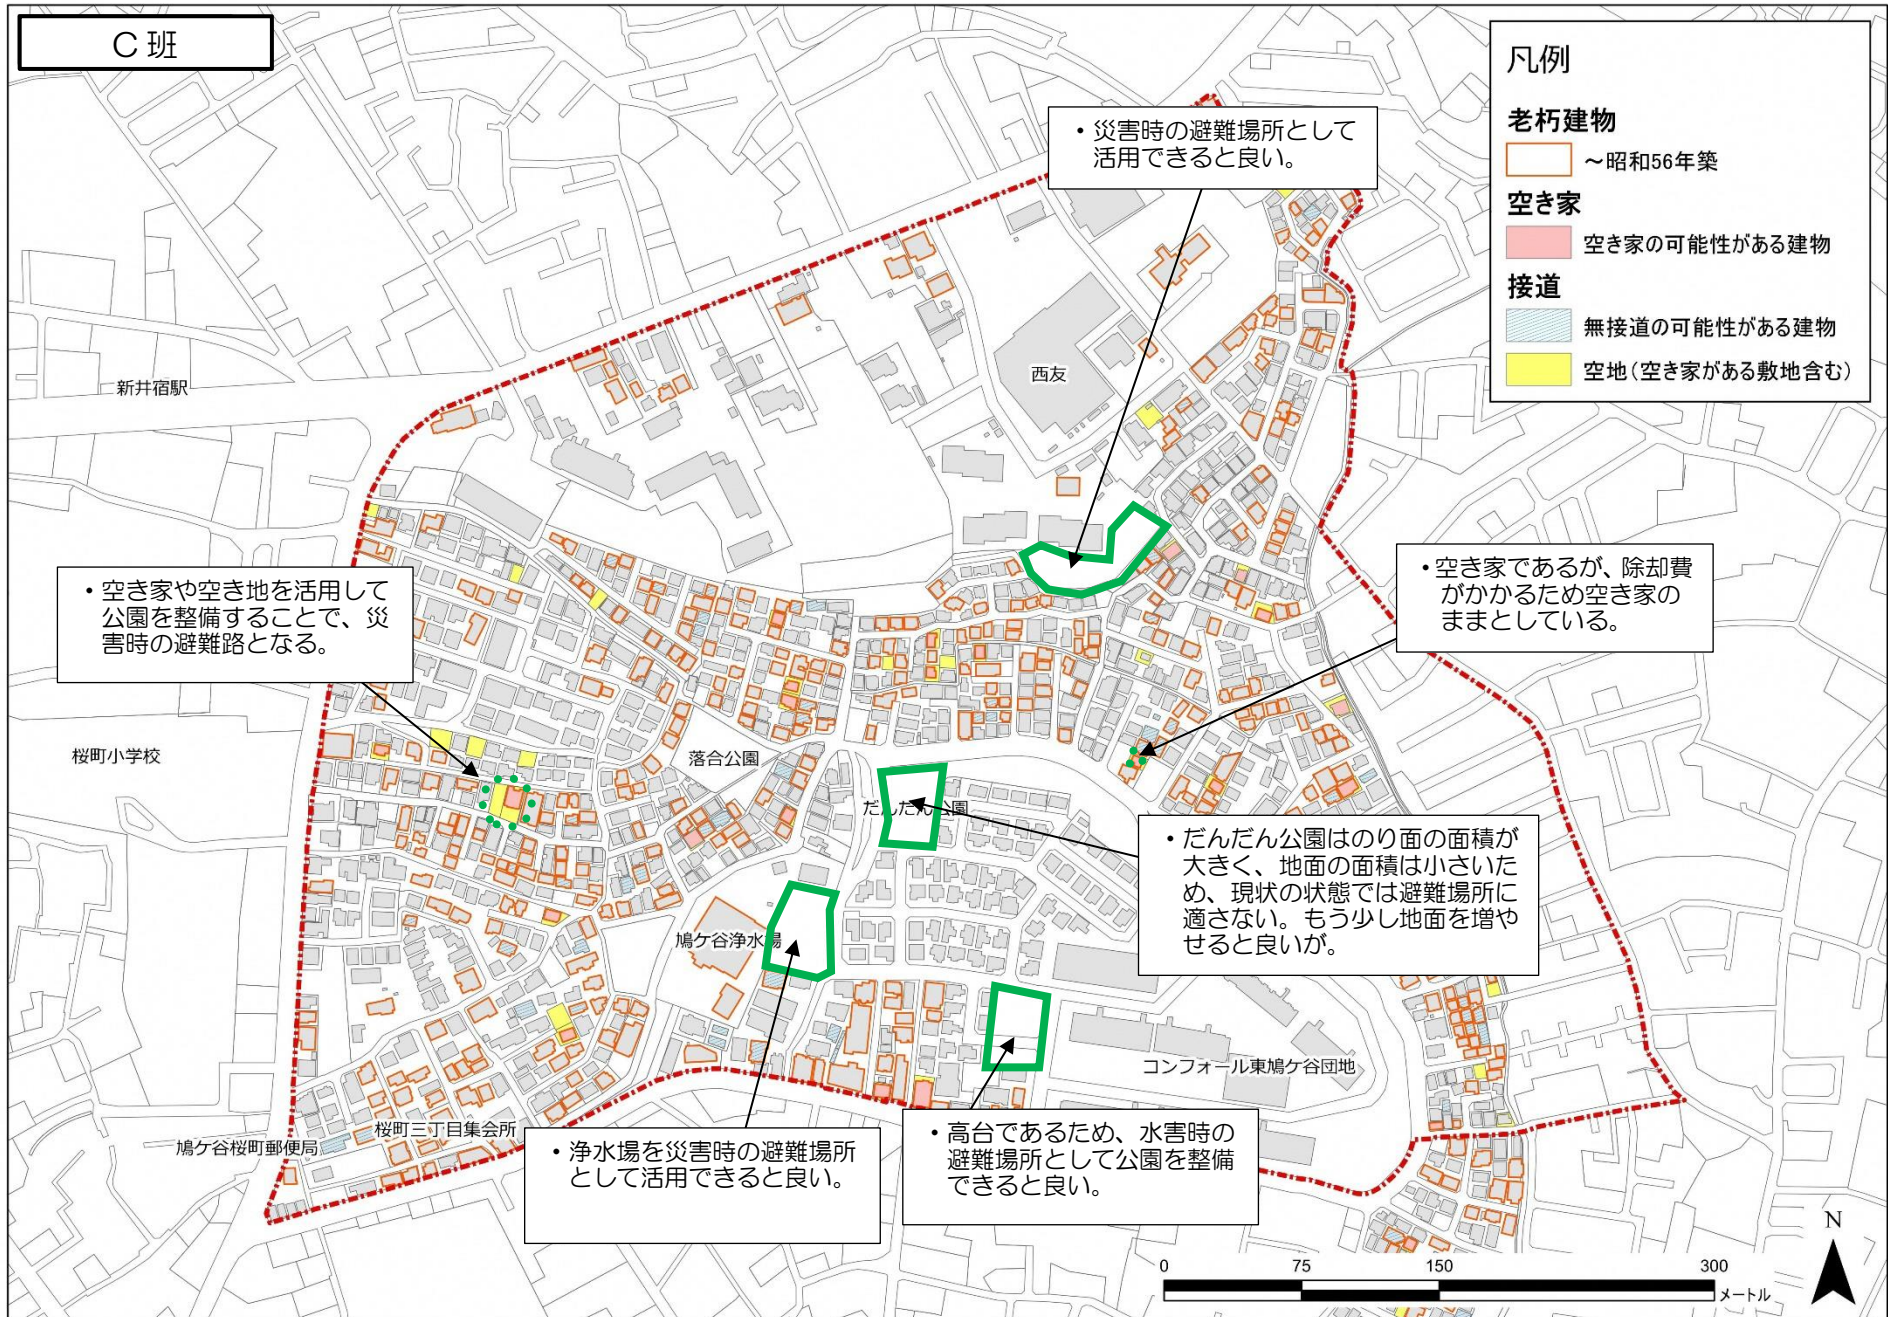 C班
凡例
老朽建物
～昭和56年築
空き家
空き家の可能性がある建物
接道
無接道の可能性がある建物
空地(空き家がある敷地含む)
・災害時の避難場所として
活用できると良い。
新井宿駅
西友
・空き家や空き地を活用して
公園を整備することで、災
害時の避難路となる。
・空き家であるが、除却費
がかかるため空き家の
ままとしている。
桜町小学校
落合公園
だんだん公園
・だんだん公園はのり面の面積が
大きく、地面の面積は小さいた
め、現状の状態では避難場所に
適さない。もう少し地面を増や
せると良いが。
鳩ケ谷浄水場
コンフォール東鳩ケ谷団地
桜町三丁目集会所
鳩ケ谷桜町郵便局
・浄水場を災害時の避難場所
として活用できると良い。
・高台であるため、水害時の
避難場所として公園を整備
できると良い。
N
0 75 150 300
メートル